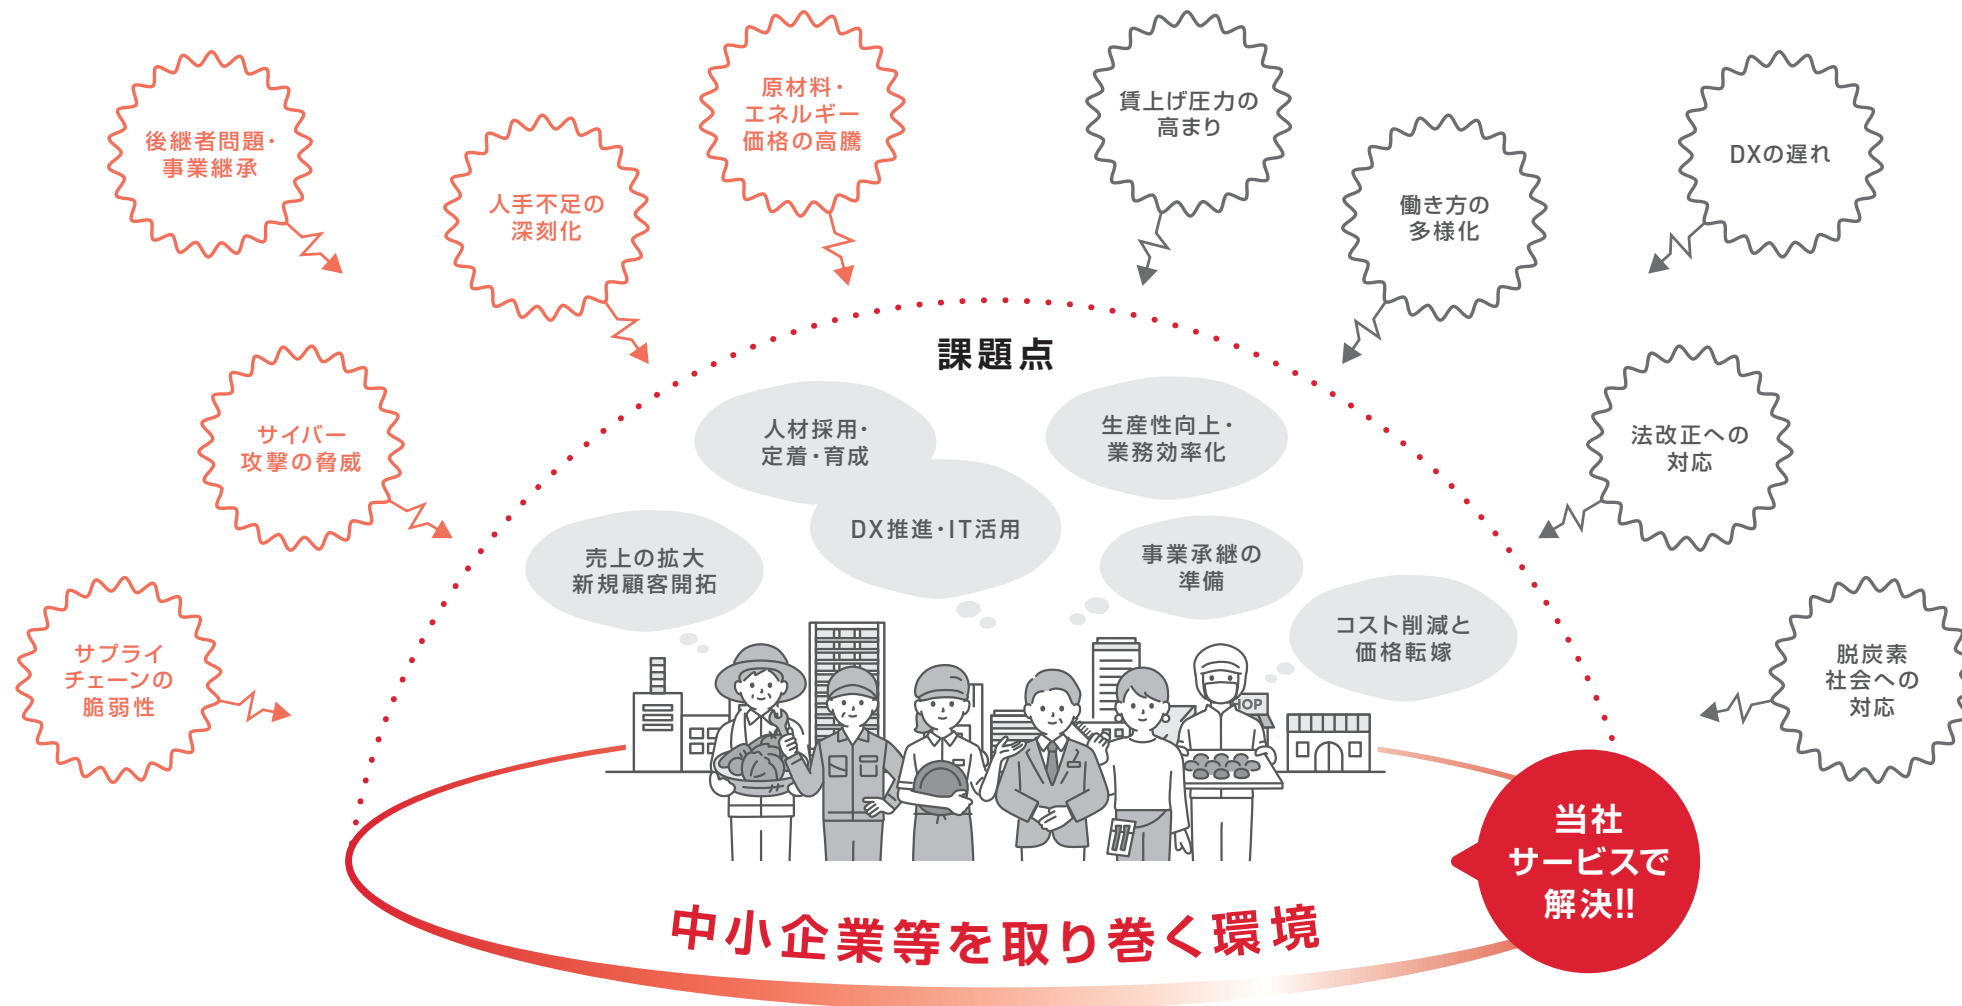 後継者問題・
事業継承
人手不足の
深刻化
原材料・
エネルギー
価格の高騰
賃上げ圧力の
高まり
働き方の
多様化
DXの遅れ
サイバー
攻撃の脅威
法改正への
対応
サプライ
チェーンの
脆弱性
脱炭素
社会への
対応
課題点
人材採用・
定着・育成
生産性向上・
業務効率化
DX推進・IT活用
売上の拡大
新規顧客開拓
事業承継の
準備
コスト削減と
価格転嫁
HOP
当社
サービスで
解決!!
中小企業等を取り巻く環境